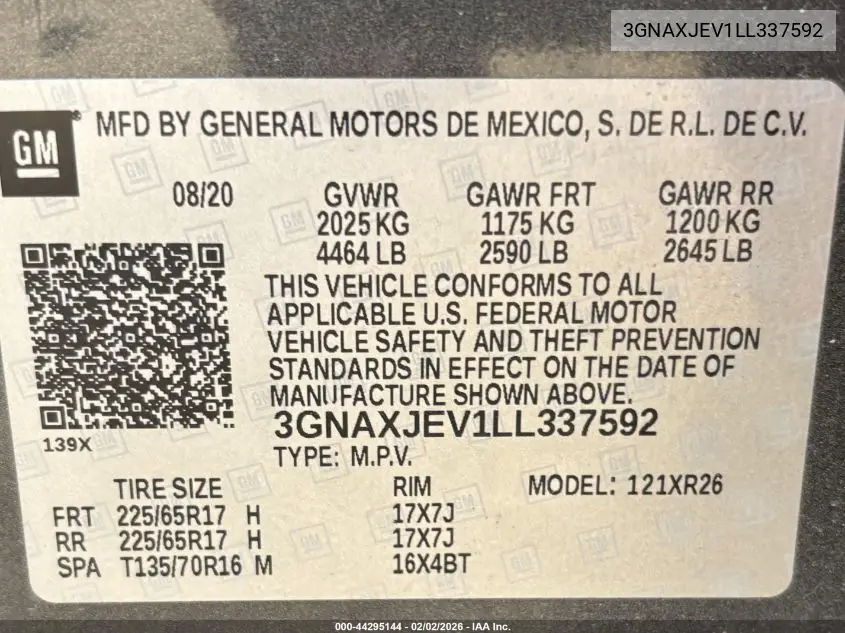 3GNAXJEV1LL337592
GM® MFD BY GENERAL MOTORS DE MEXICO, S. DE R.L. DE C.V.
08/20 GVWR GAWR FRT GAWR RR
2025 KG 1175 KG 1200 KG
4464 LB 2590 LB 2645 LB
THIS VEHICLE CONFORMS TO ALL
APPLICABLE U.S. FEDERAL MOTOR
VEHICLE SAFETY AND THEFT PREVENTION
STANDARDS IN EFFECT ON THE DATE OF
MANUFACTURE SHOWN ABOVE.
3GNAXJEV1LL337592
139X
TYPE: M.P.V.
TIRE SIZE RIM MODEL: 121XR26
FRT 225/65R17 H 17X7J
RR 225/65R17 H 17X7J
SPA T135/70R16 M 16X4BT
000-44295144 - 02/02/2026 - IAA Inc.